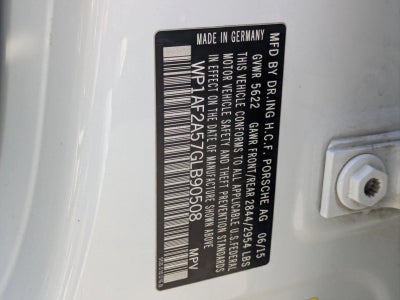 MADE IN GERMANY
MFD BY DR.ING H.C.F. PORSCHE AG 06/15
GVWR 5622 GAWR FRONT/REAR 2844/2954 LBS
THIS VEHICLE CONFORMS TO ALL APPLICABLE U.S.FEDERAL
MOTOR VEHICLE SAFETY AND THEFT PREVENTION STANDARDS
IN EFFECT ON THE DATE OF MANUFACTURE SHOWN ABOVE.
WP1AF2A57GLB90508 MPV